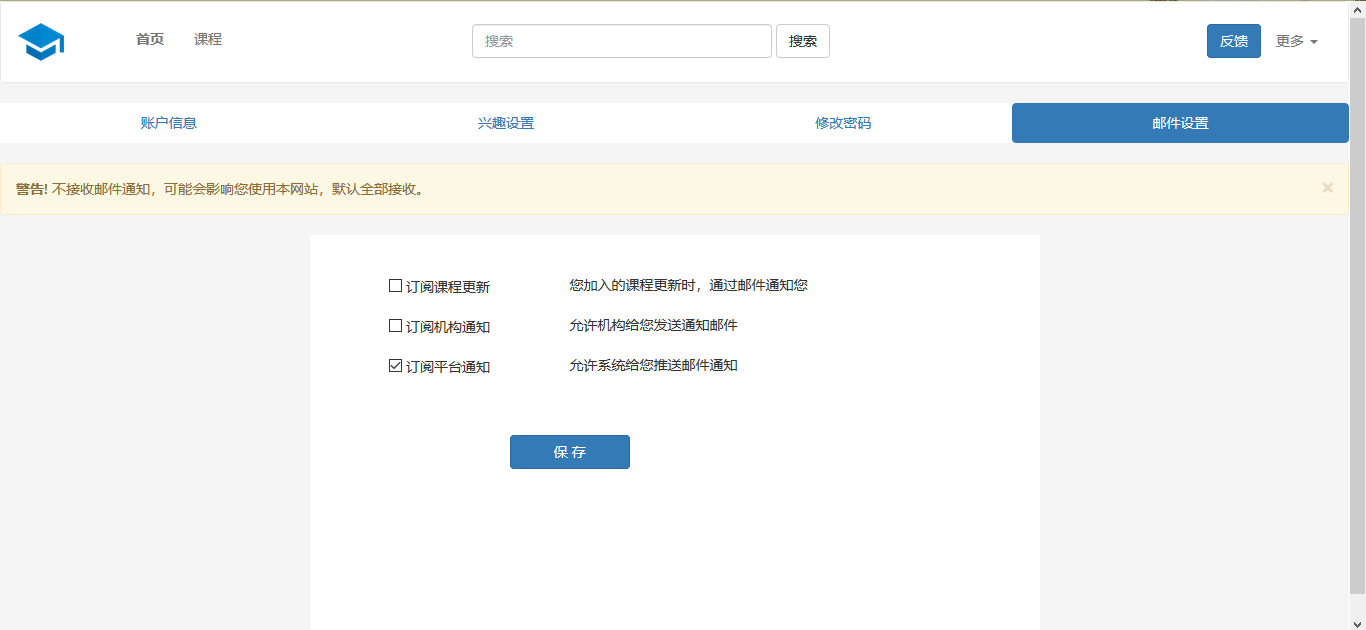 首页 课程 搜索 搜索 反馈 更多
账户信息 兴趣设置 修改密码 邮件设置
警告! 不接收邮件通知，可能会影响您使用本网站，默认全部接收。 ×
订阅课程更新 您加入的课程更新时，通过邮件通知您
订阅机构通知 允许机构给您发送通知邮件
订阅平台通知 允许系统给您推送邮件通知
保 存